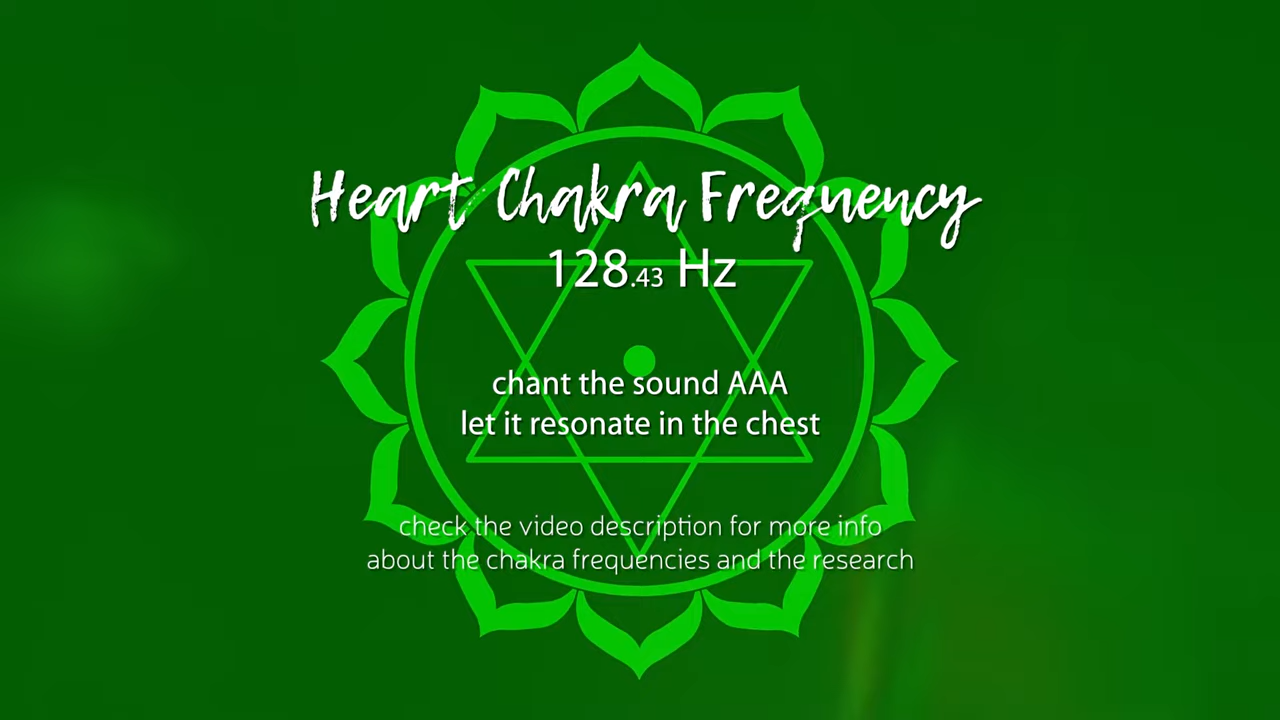 Heart Chakra Frequency
128.43 Hz
chant the sound AAA
let it resonate in the chest
check the video description for more info
about the chakra frequencies and the research